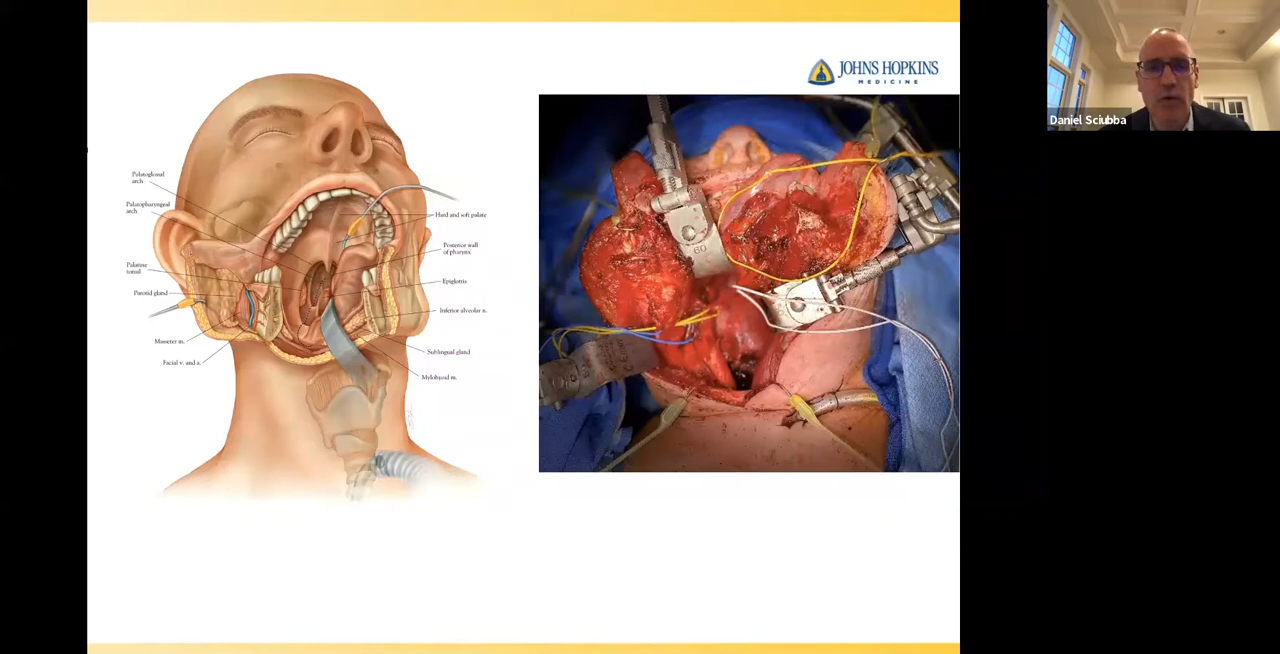 JOHNS HOPKINS
MEDICINE
Daniel Sciubba
Palatoglossal
arch
Palatopharyngeal
arch
Palatine
tonsil
Parotid gland
Masseter m.
Facial v. and a.
Hard and soft palate
Posterior wall
of pharynx
Epiglottis
Inferior alveolar n.
Sublingual gland
Mylohyoid m.
60